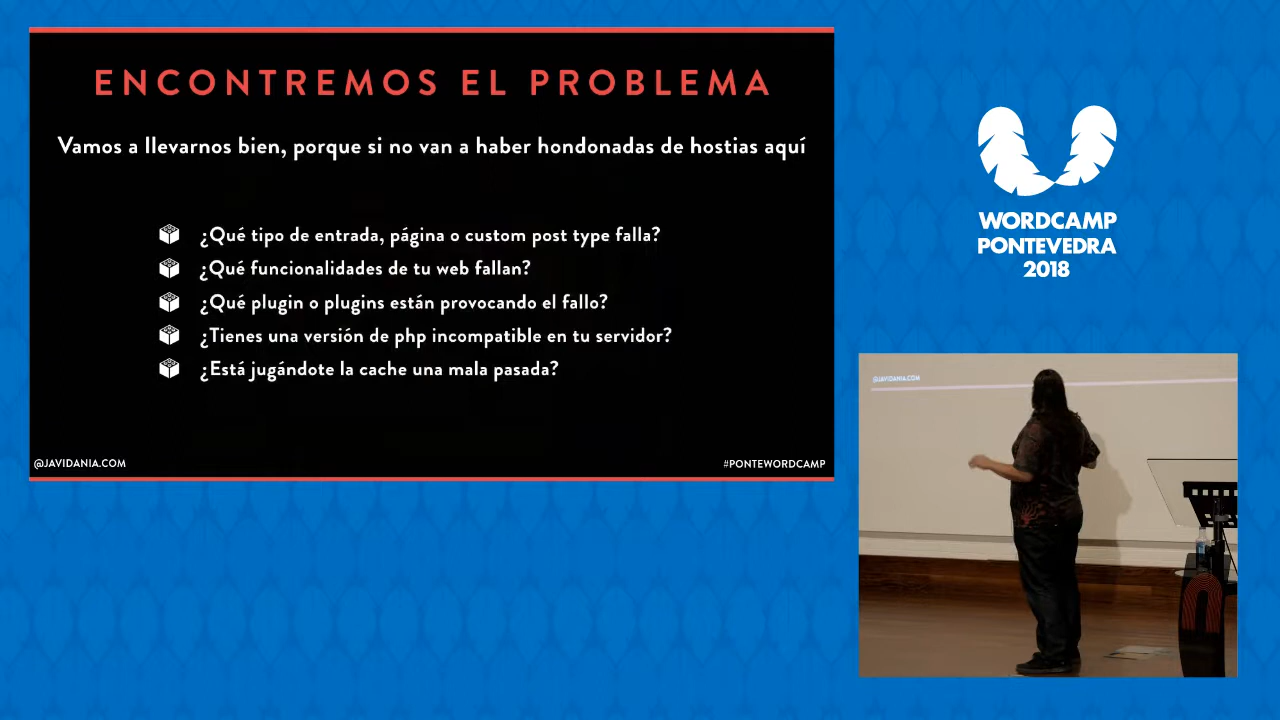 ENCONTREMOS EL PROBLEMA
Vamos a llevarnos bien, porque si no van a haber hondonadas de hostias aquí
¿Qué tipo de entrada, página o custom post type falla?
¿Qué funcionalidades de tu web fallan?
¿Qué plugin o plugins están provocando el fallo?
¿Tienes una versión de php incompatible en tu servidor?
¿Está jugándote la cache una mala pasada?
@JAVIDANIA.COM
#PONTEWORDCAMP
WORDCAMP
PONTEVEDRA
2018
@JAVIDANIA.COM